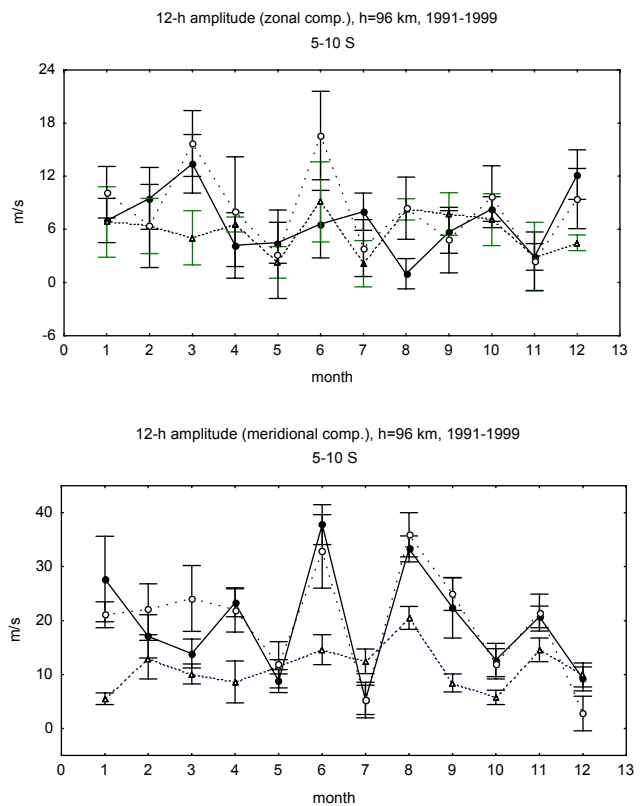 12-h amplitude (zonal comp.), h=96 km, 1991-1999
5-10 S
24
18
12
6
0
-6
m/s
0 1 2 3 4 5 6 7 8 9 10 11 12 13
month
12-h amplitude (meridional comp.), h=96 km, 1991-1999
5-10 S
40
30
20
10
0
m/s
0 1 2 3 4 5 6 7 8 9 10 11 12 13
month